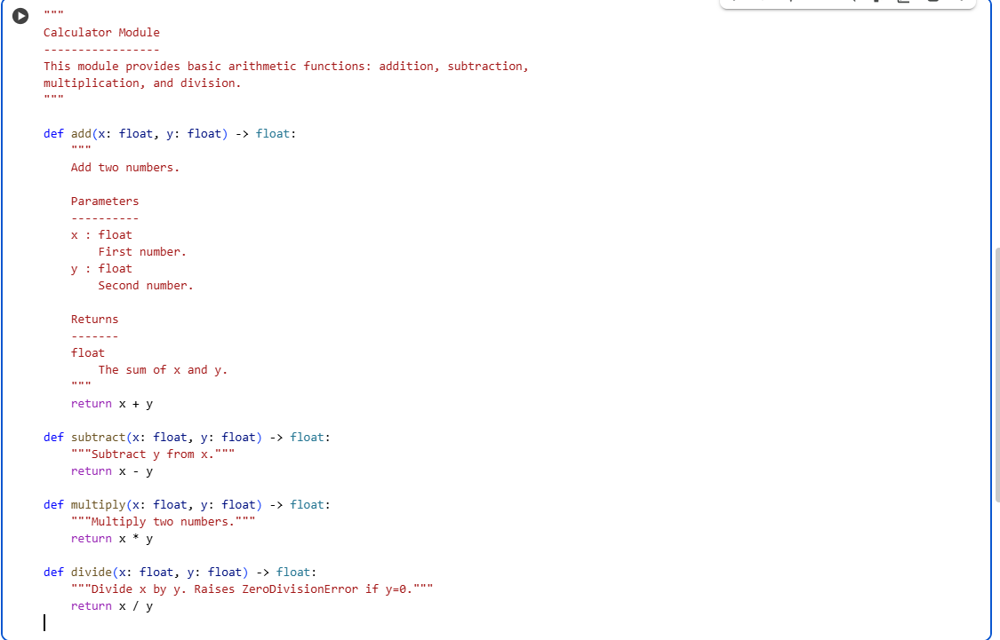 """
Calculator Module
-----------------
This module provides basic arithmetic functions: addition, subtraction,
multiplication, and division.
"""

def add(x: float, y: float) -> float:
    """
    Add two numbers.

    Parameters
    ----------
    x : float
        First number.
    y : float
        Second number.

    Returns
    -------
    float
        The sum of x and y.
    """
    return x + y

def subtract(x: float, y: float) -> float:
    """Subtract y from x."""
    return x - y

def multiply(x: float, y: float) -> float:
    """Multiply two numbers."""
    return x * y

def divide(x: float, y: float) -> float:
    """Divide x by y. Raises ZeroDivisionError if y=0."""
    return x / y